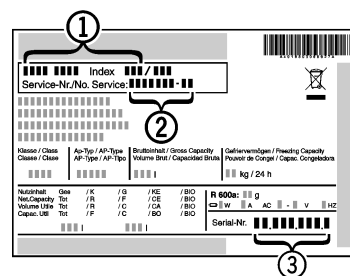 1
Index /
Service-Nr./No. Service: -
2
Klasse / Class
Classe / Clase
Ap-Typ / AP-Type
AP-Type / AP-Tipo
Bruttoinhalt / Gross Capacity
Volume Brut / Capacidad Bruta
Gefriervermögen / Freezing Capacity
Pouvoir de Congel / Capac. Congeladora
l
kg / 24 h
Nutzinhalt Ges / K / G / KE / BIO
Net.Capacity Tot / R / F / CE / BIO
Volume Utile Tot / R / C / CA / BIO
Capac. Util Tot / F / C / BO / BIO
l l
R 600a: g
W A AC - V HZ
Serial-Nr. . . .
3